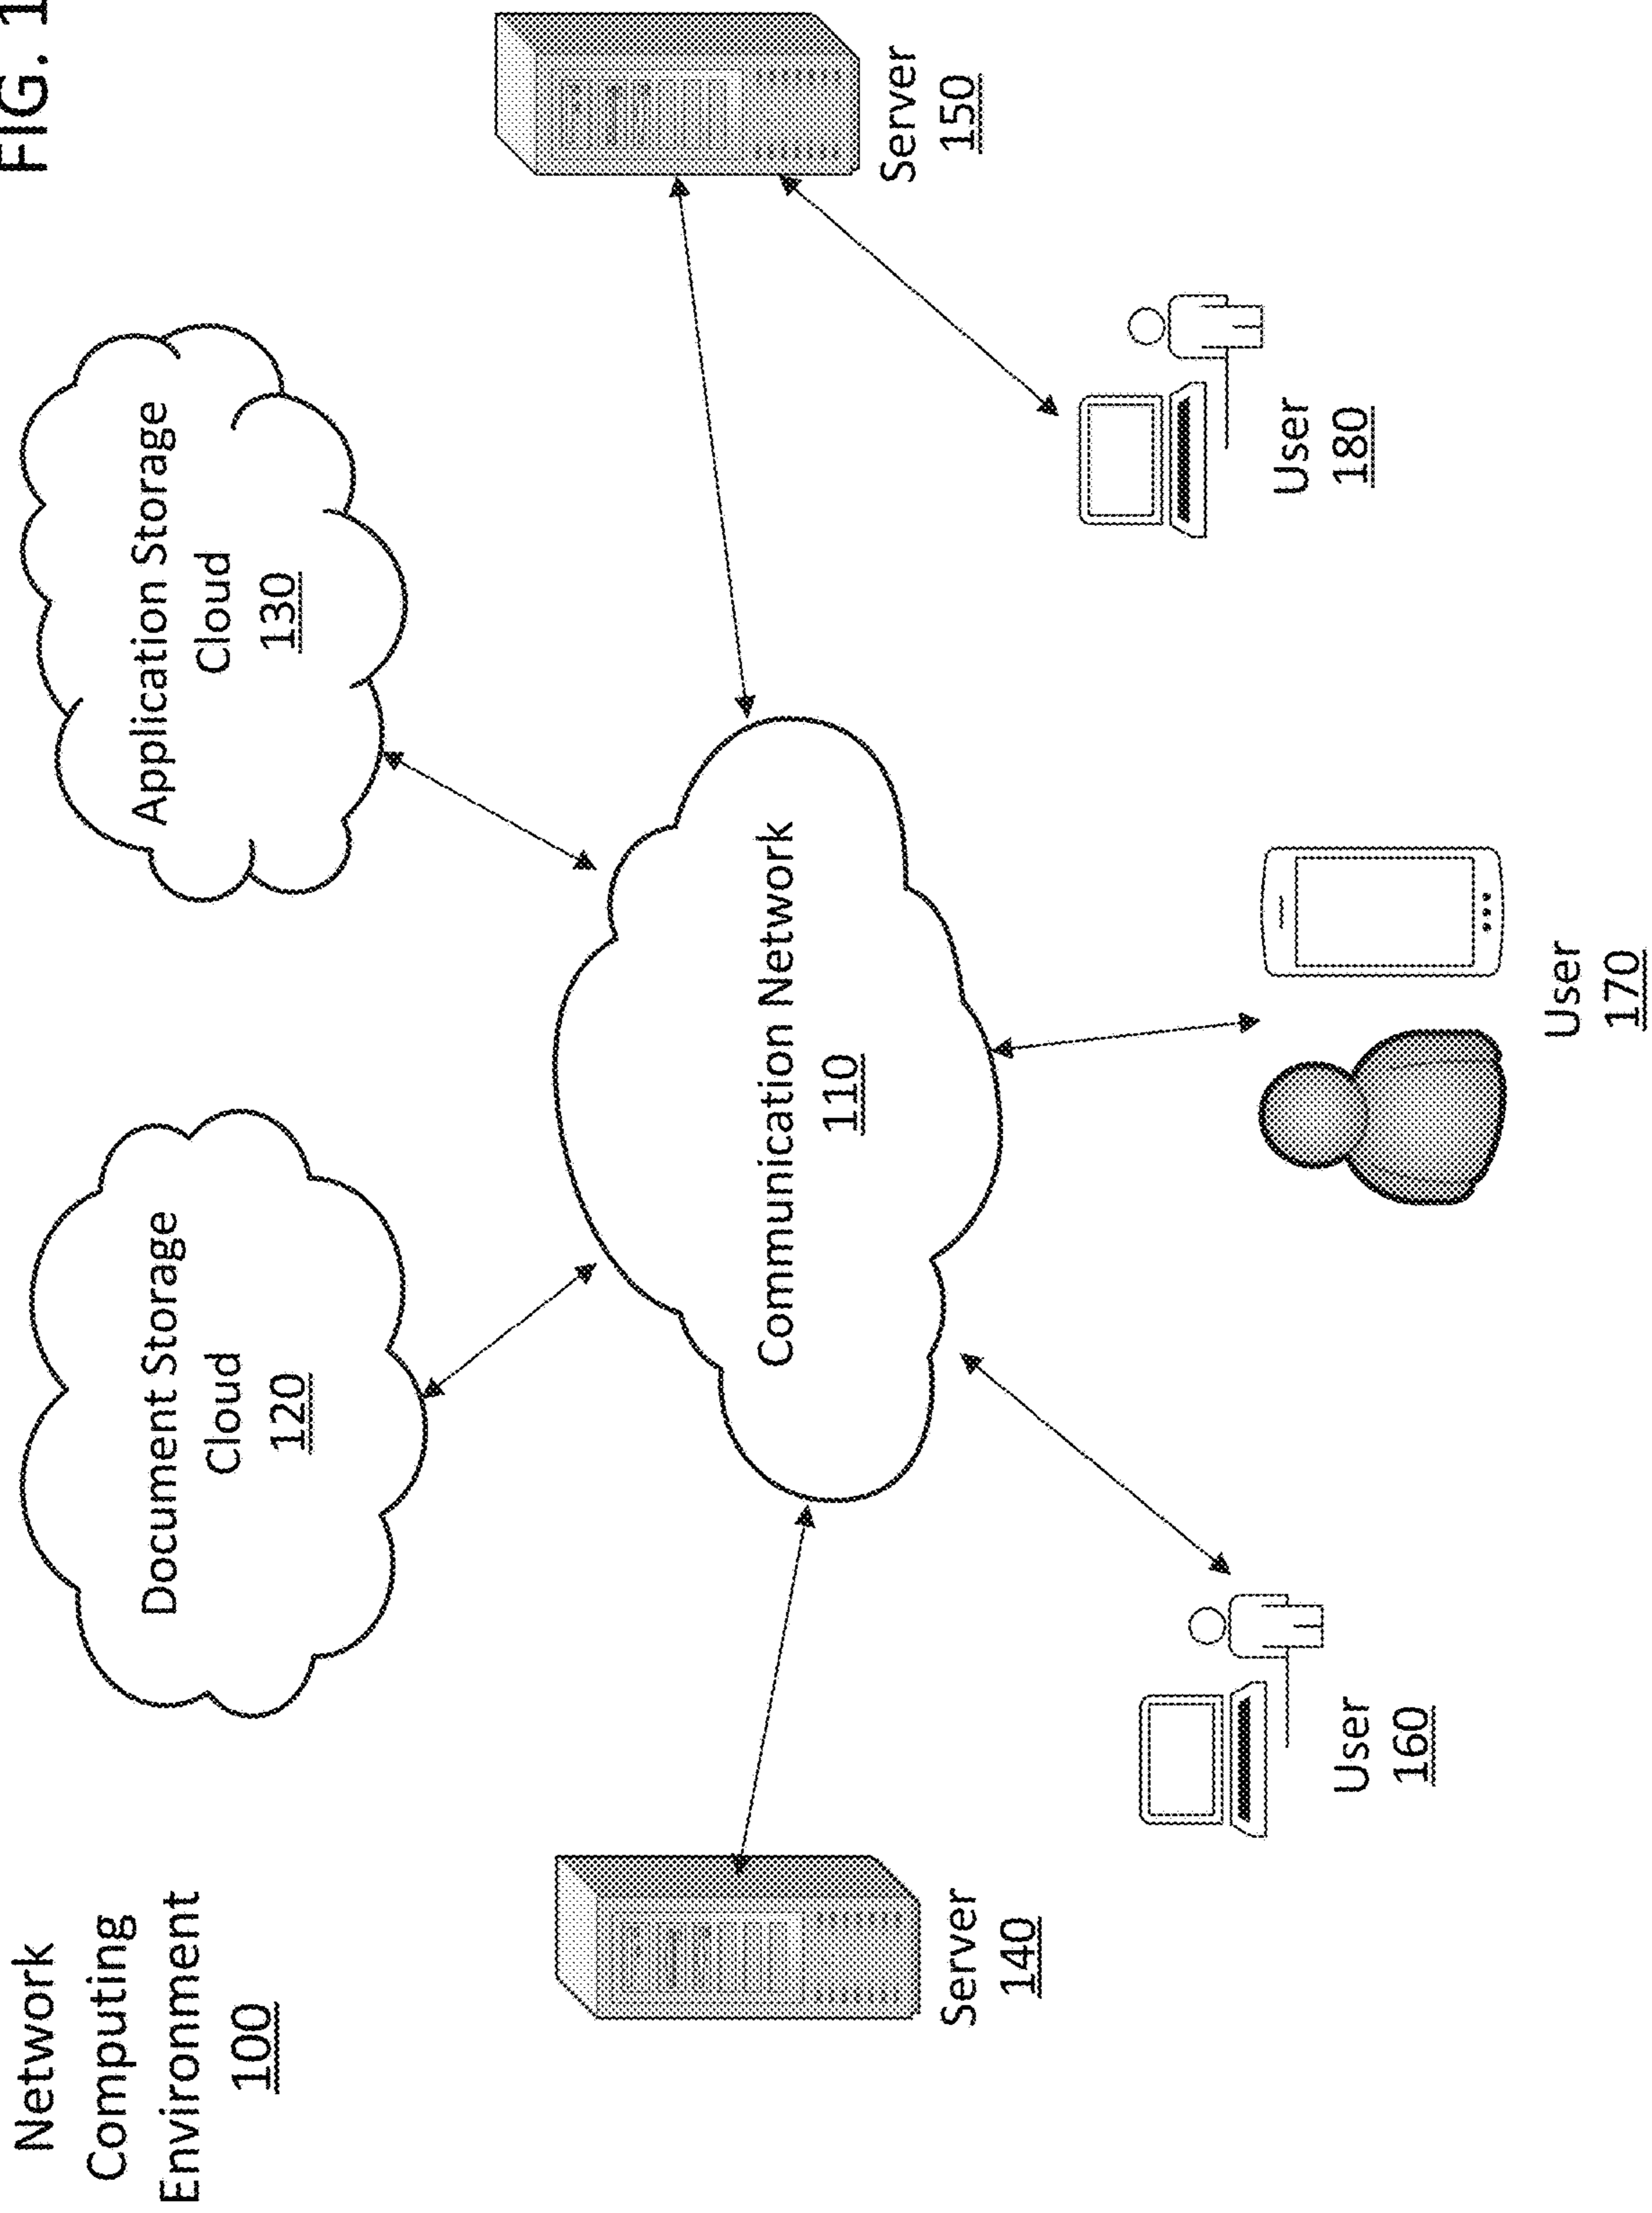 FIG. 1
Network
Computing
Environment
100
Document Storage
Cloud
120
Application Storage
Cloud
130
Communication Network
110
Server
140
Server
150
User
160
User
170
User
180